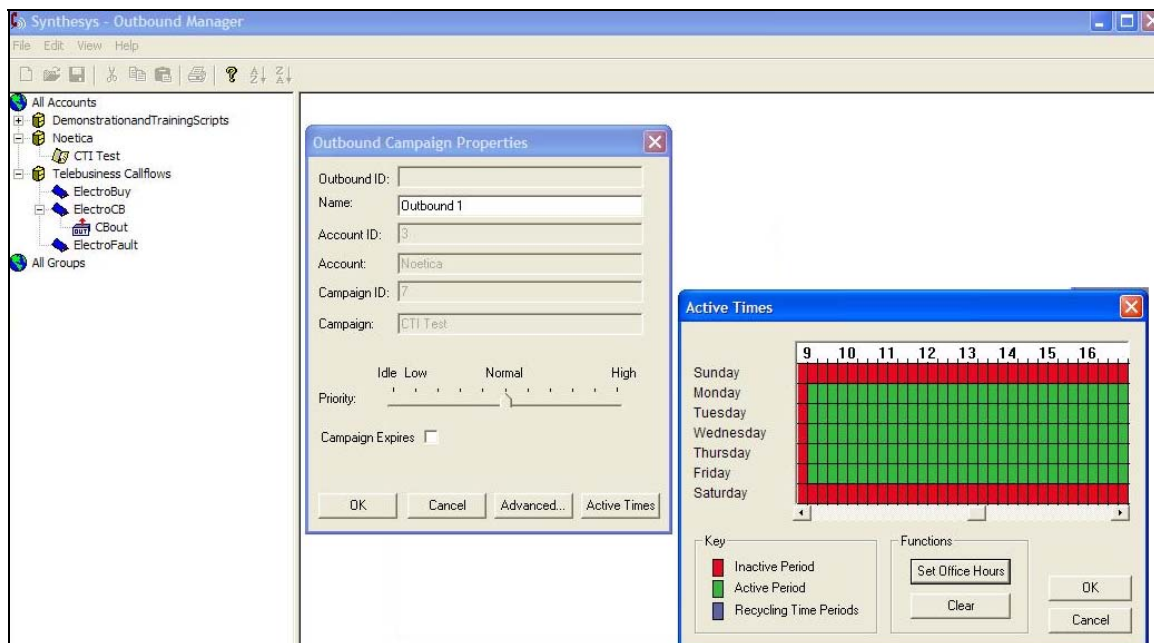 Synthesys - Outbound Manager
File Edit View Help
All Accounts
DemonstrationandTrainingScripts
Noetica
CTI Test
Telebusiness Callflows
ElectroBuy
ElectroCB
OUT CBout
ElectroFault
All Groups
Outbound Campaign Properties
Outbound ID:
Name: Outbound 1
Account ID: 3
Account: Noetica
Campaign ID: 7
Campaign: CTI Test
Idle Low Normal High
Priority:
Campaign Expires
OK Cancel Advanced... Active Times
Active Times
9 10 11 12 13 14 15 16
Sunday
Monday
Tuesday
Wednesday
Thursday
Friday
Saturday
Key
Inactive Period
Active Period
Recycling Time Periods
Functions
Set Office Hours
Clear
OK
Cancel